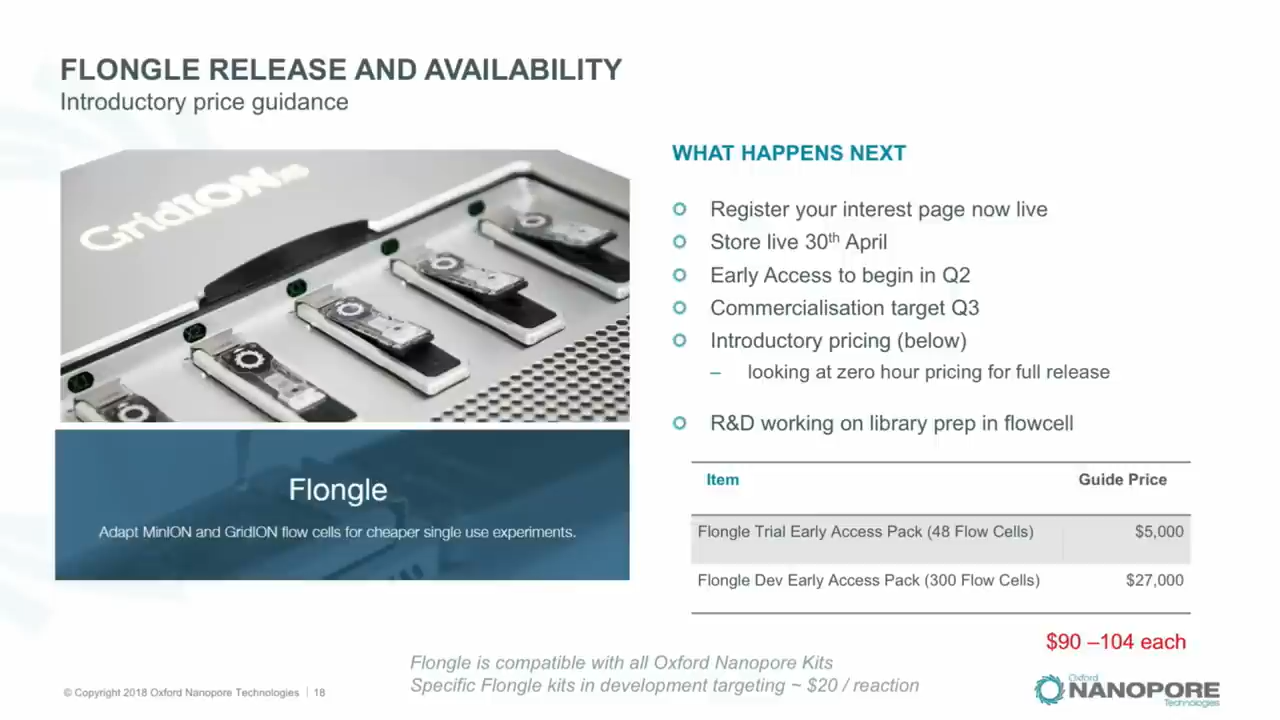 FLONGLE RELEASE AND AVAILABILITY
Introductory price guidance
GridION
WHAT HAPPENS NEXT
Register your interest page now live
Store live 30th April
Early Access to begin in Q2
Commercialisation target Q3
Introductory pricing (below)
– looking at zero hour pricing for full release
R&D working on library prep in flowcell
Flongle
Adapt MinION and GridION flow cells for cheaper single use experiments.
Item Guide Price
Flongle Trial Early Access Pack (48 Flow Cells) $5,000
Flongle Dev Early Access Pack (300 Flow Cells) $27,000
$90 –104 each
Flongle is compatible with all Oxford Nanopore Kits
Specific Flongle kits in development targeting ~ $20 / reaction
© Copyright 2018 Oxford Nanopore Technologies | 18
Oxford
NANOPORE
Technologies